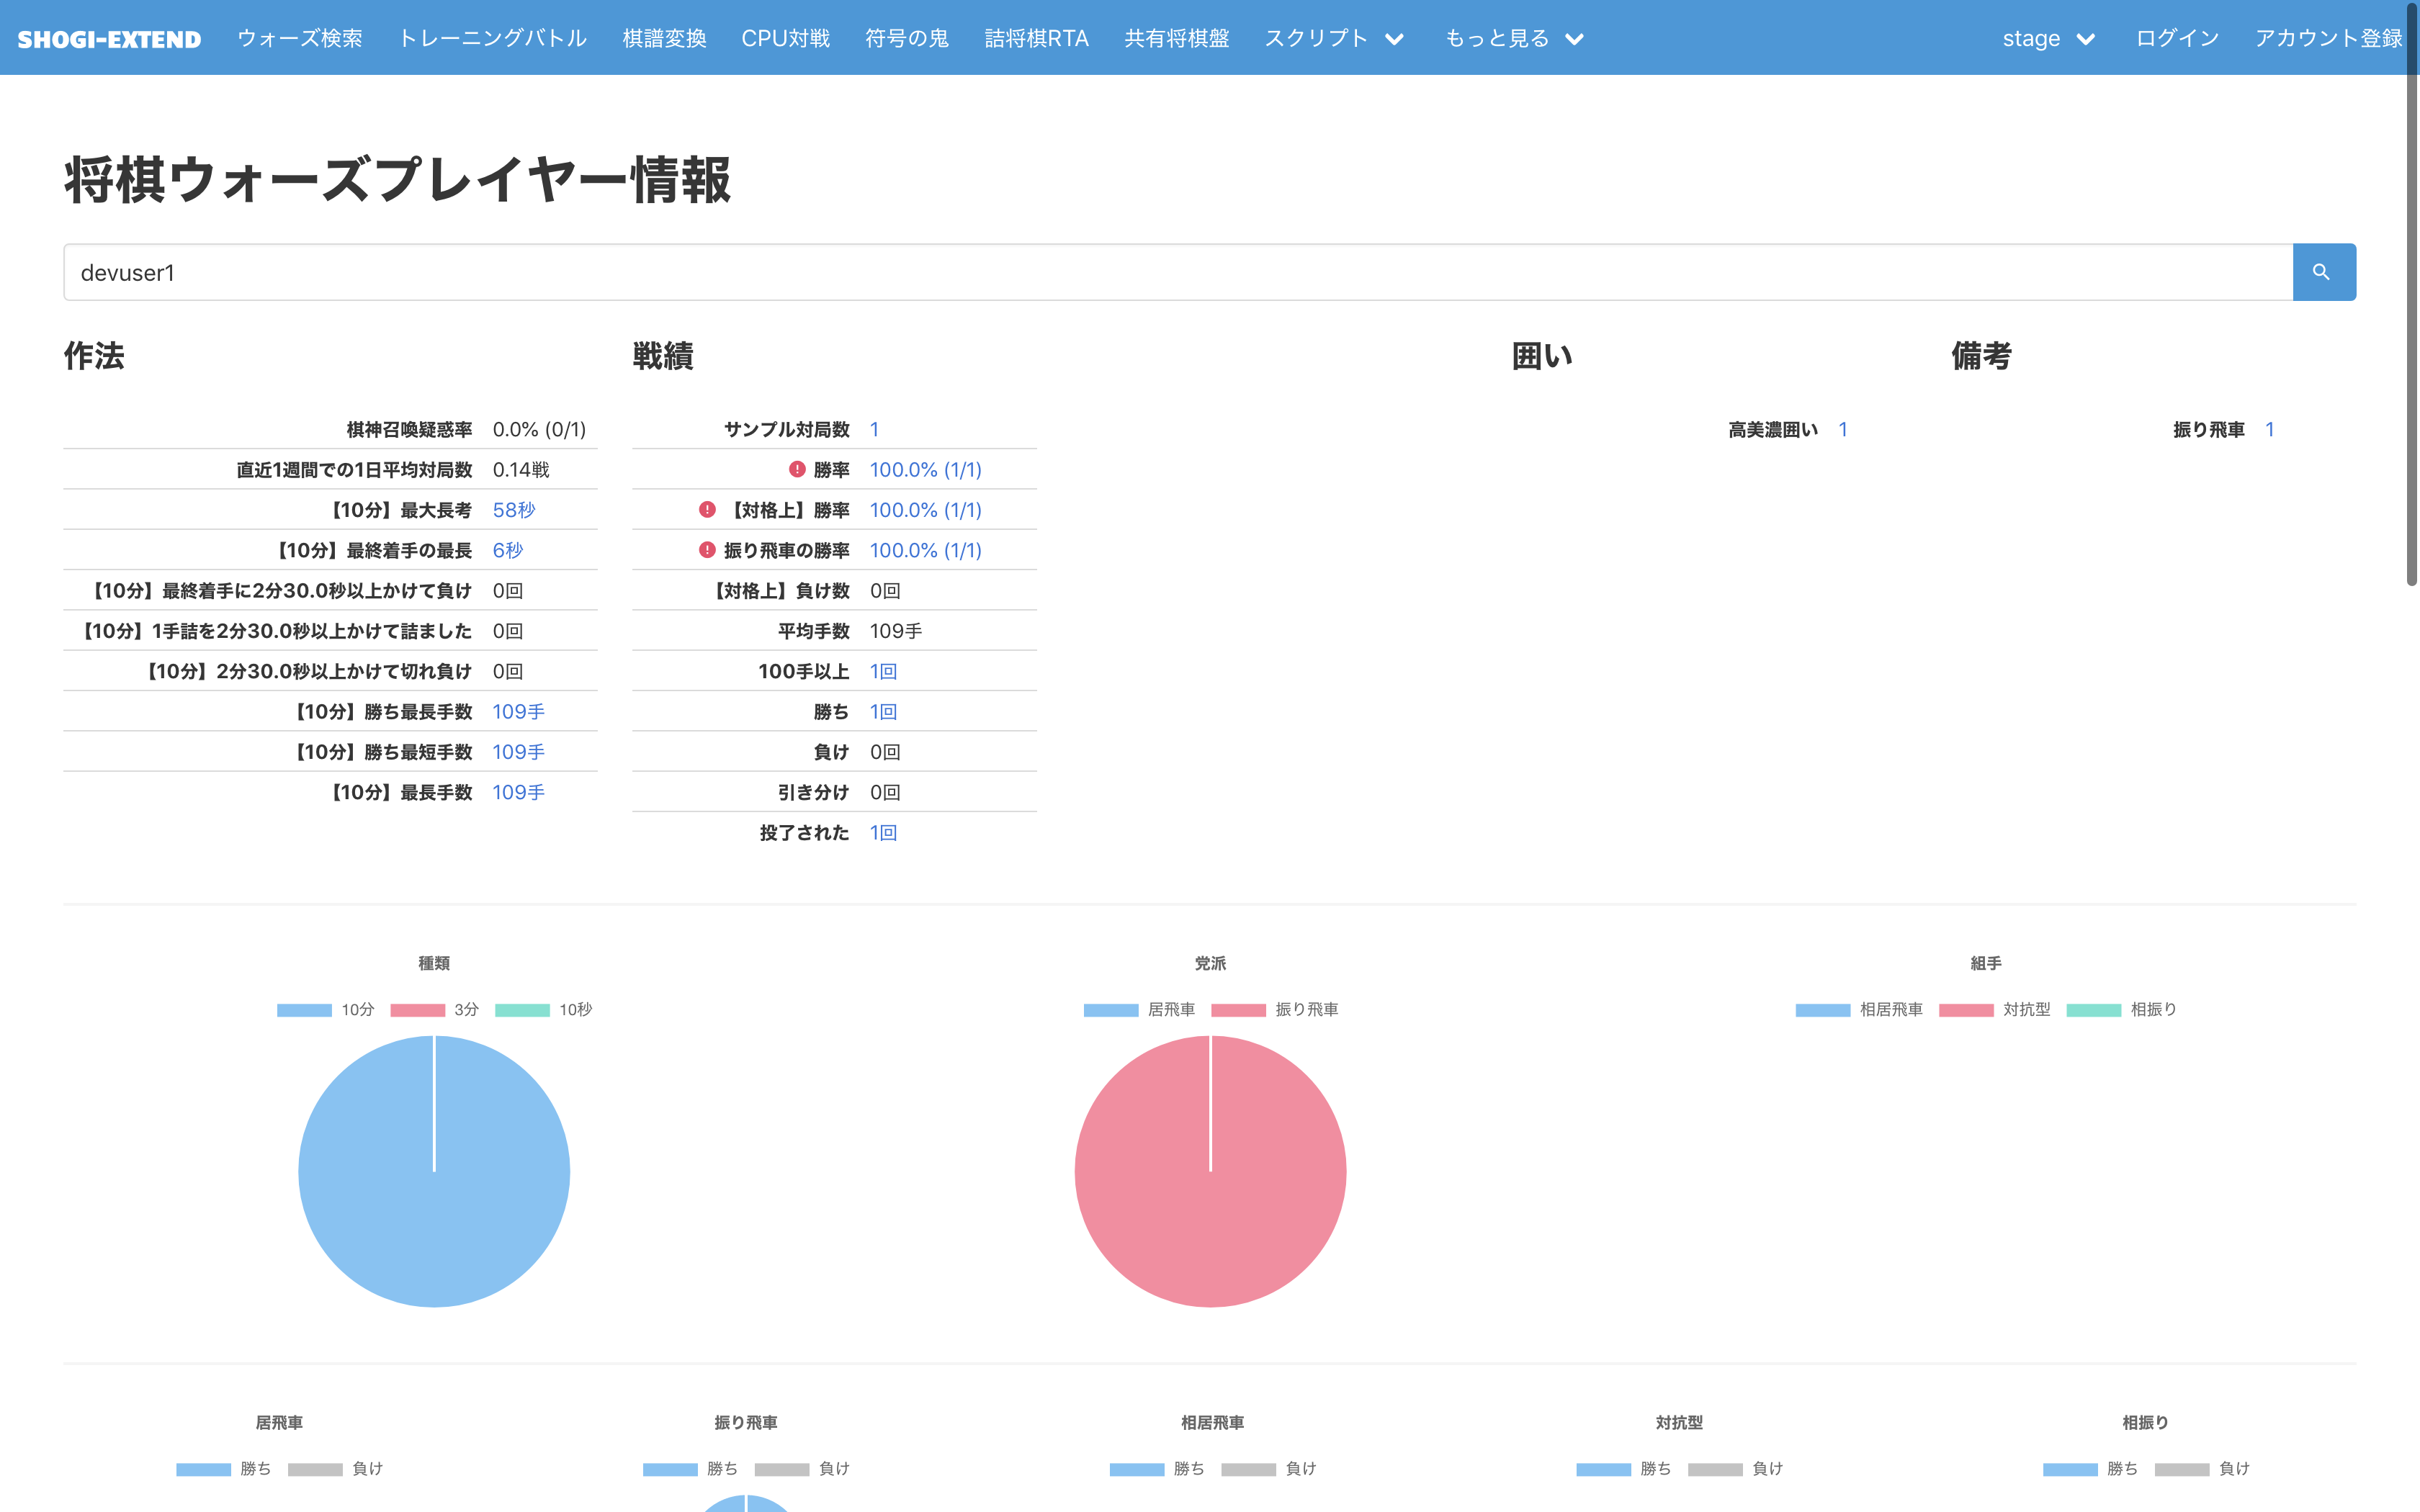 SHOGI-EXTEND ウォーズ検索 トレーニングバトル 棋譜変換 CPU対戦 符号の鬼 詰将棋RTA 共有将棋盤 スクリプト もっと見る stage ログイン アカウント登録
将棋ウォーズプレイヤー情報
devuser1
作法
棋神召喚疑惑率 0.0% (0/1)
直近1週間での1日平均対局数 0.14戦
【10分】最大長考 58秒
【10分】最終着手の最長 6秒
【10分】最終着手に2分30.0秒以上かけて負け 0回
【10分】1手詰を2分30.0秒以上かけて詰ました 0回
【10分】2分30.0秒以上かけて切れ負け 0回
【10分】勝ち最長手数 109手
【10分】勝ち最短手数 109手
【10分】最長手数 109手
戦績
サンプル対局数 1
勝率 100.0% (1/1)
【対格上】勝率 100.0% (1/1)
振り飛車の勝率 100.0% (1/1)
【対格上】負け数 0回
平均手数 109手
100手以上 1回
勝ち 1回
負け 0回
引き分け 0回
投了された 1回
囲い
高美濃囲い 1
備考
振り飛車 1
種類
10分 3分 10秒
党派
居飛車 振り飛車
組手
相居飛車 対抗型 相振り
居飛車
勝ち 負け
振り飛車
勝ち 負け
相居飛車
勝ち 負け
対抗型
勝ち 負け
相振り
勝ち 負け